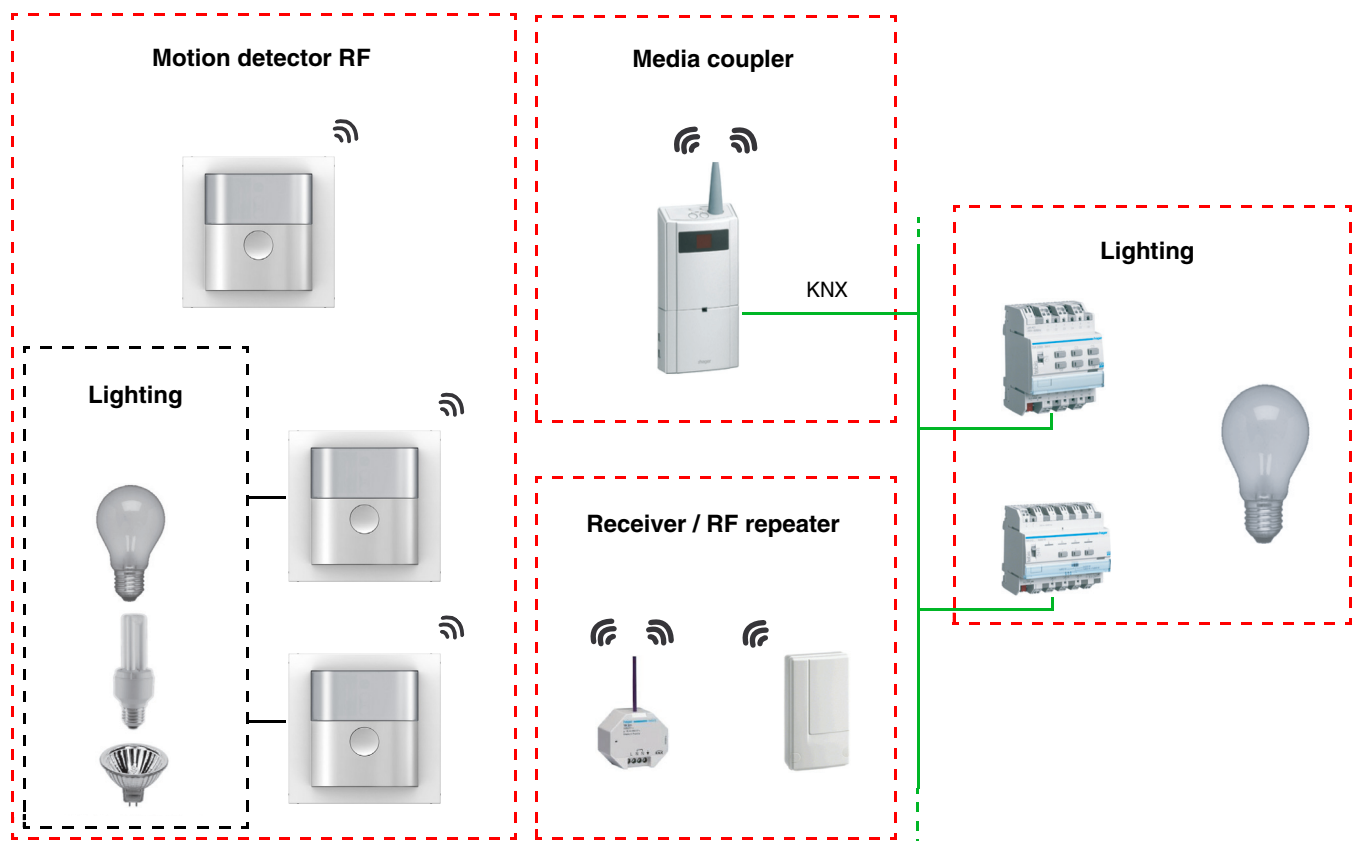 Motion detector RF
Media coupler
KNX
Lighting
Lighting
Receiver / RF repeater